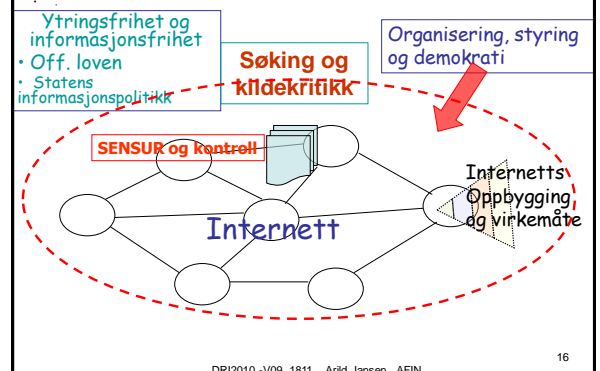 Ytringsfrihet og
informasjonsfrihet
• Off. loven
• Statens
informasjonspolitikk
Søking og
kildekritikk
Organisering, styring
og demokrati
SENSUR og kontroll
Internett
Internetts
Oppbygging
og virkemåte
16
DRI2010 -V09 1811 Arild Jansen AFIN